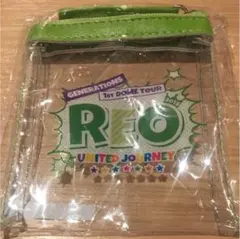 GENERATIONS
1st DOME TOUR
REO
UNITED JOURNEY